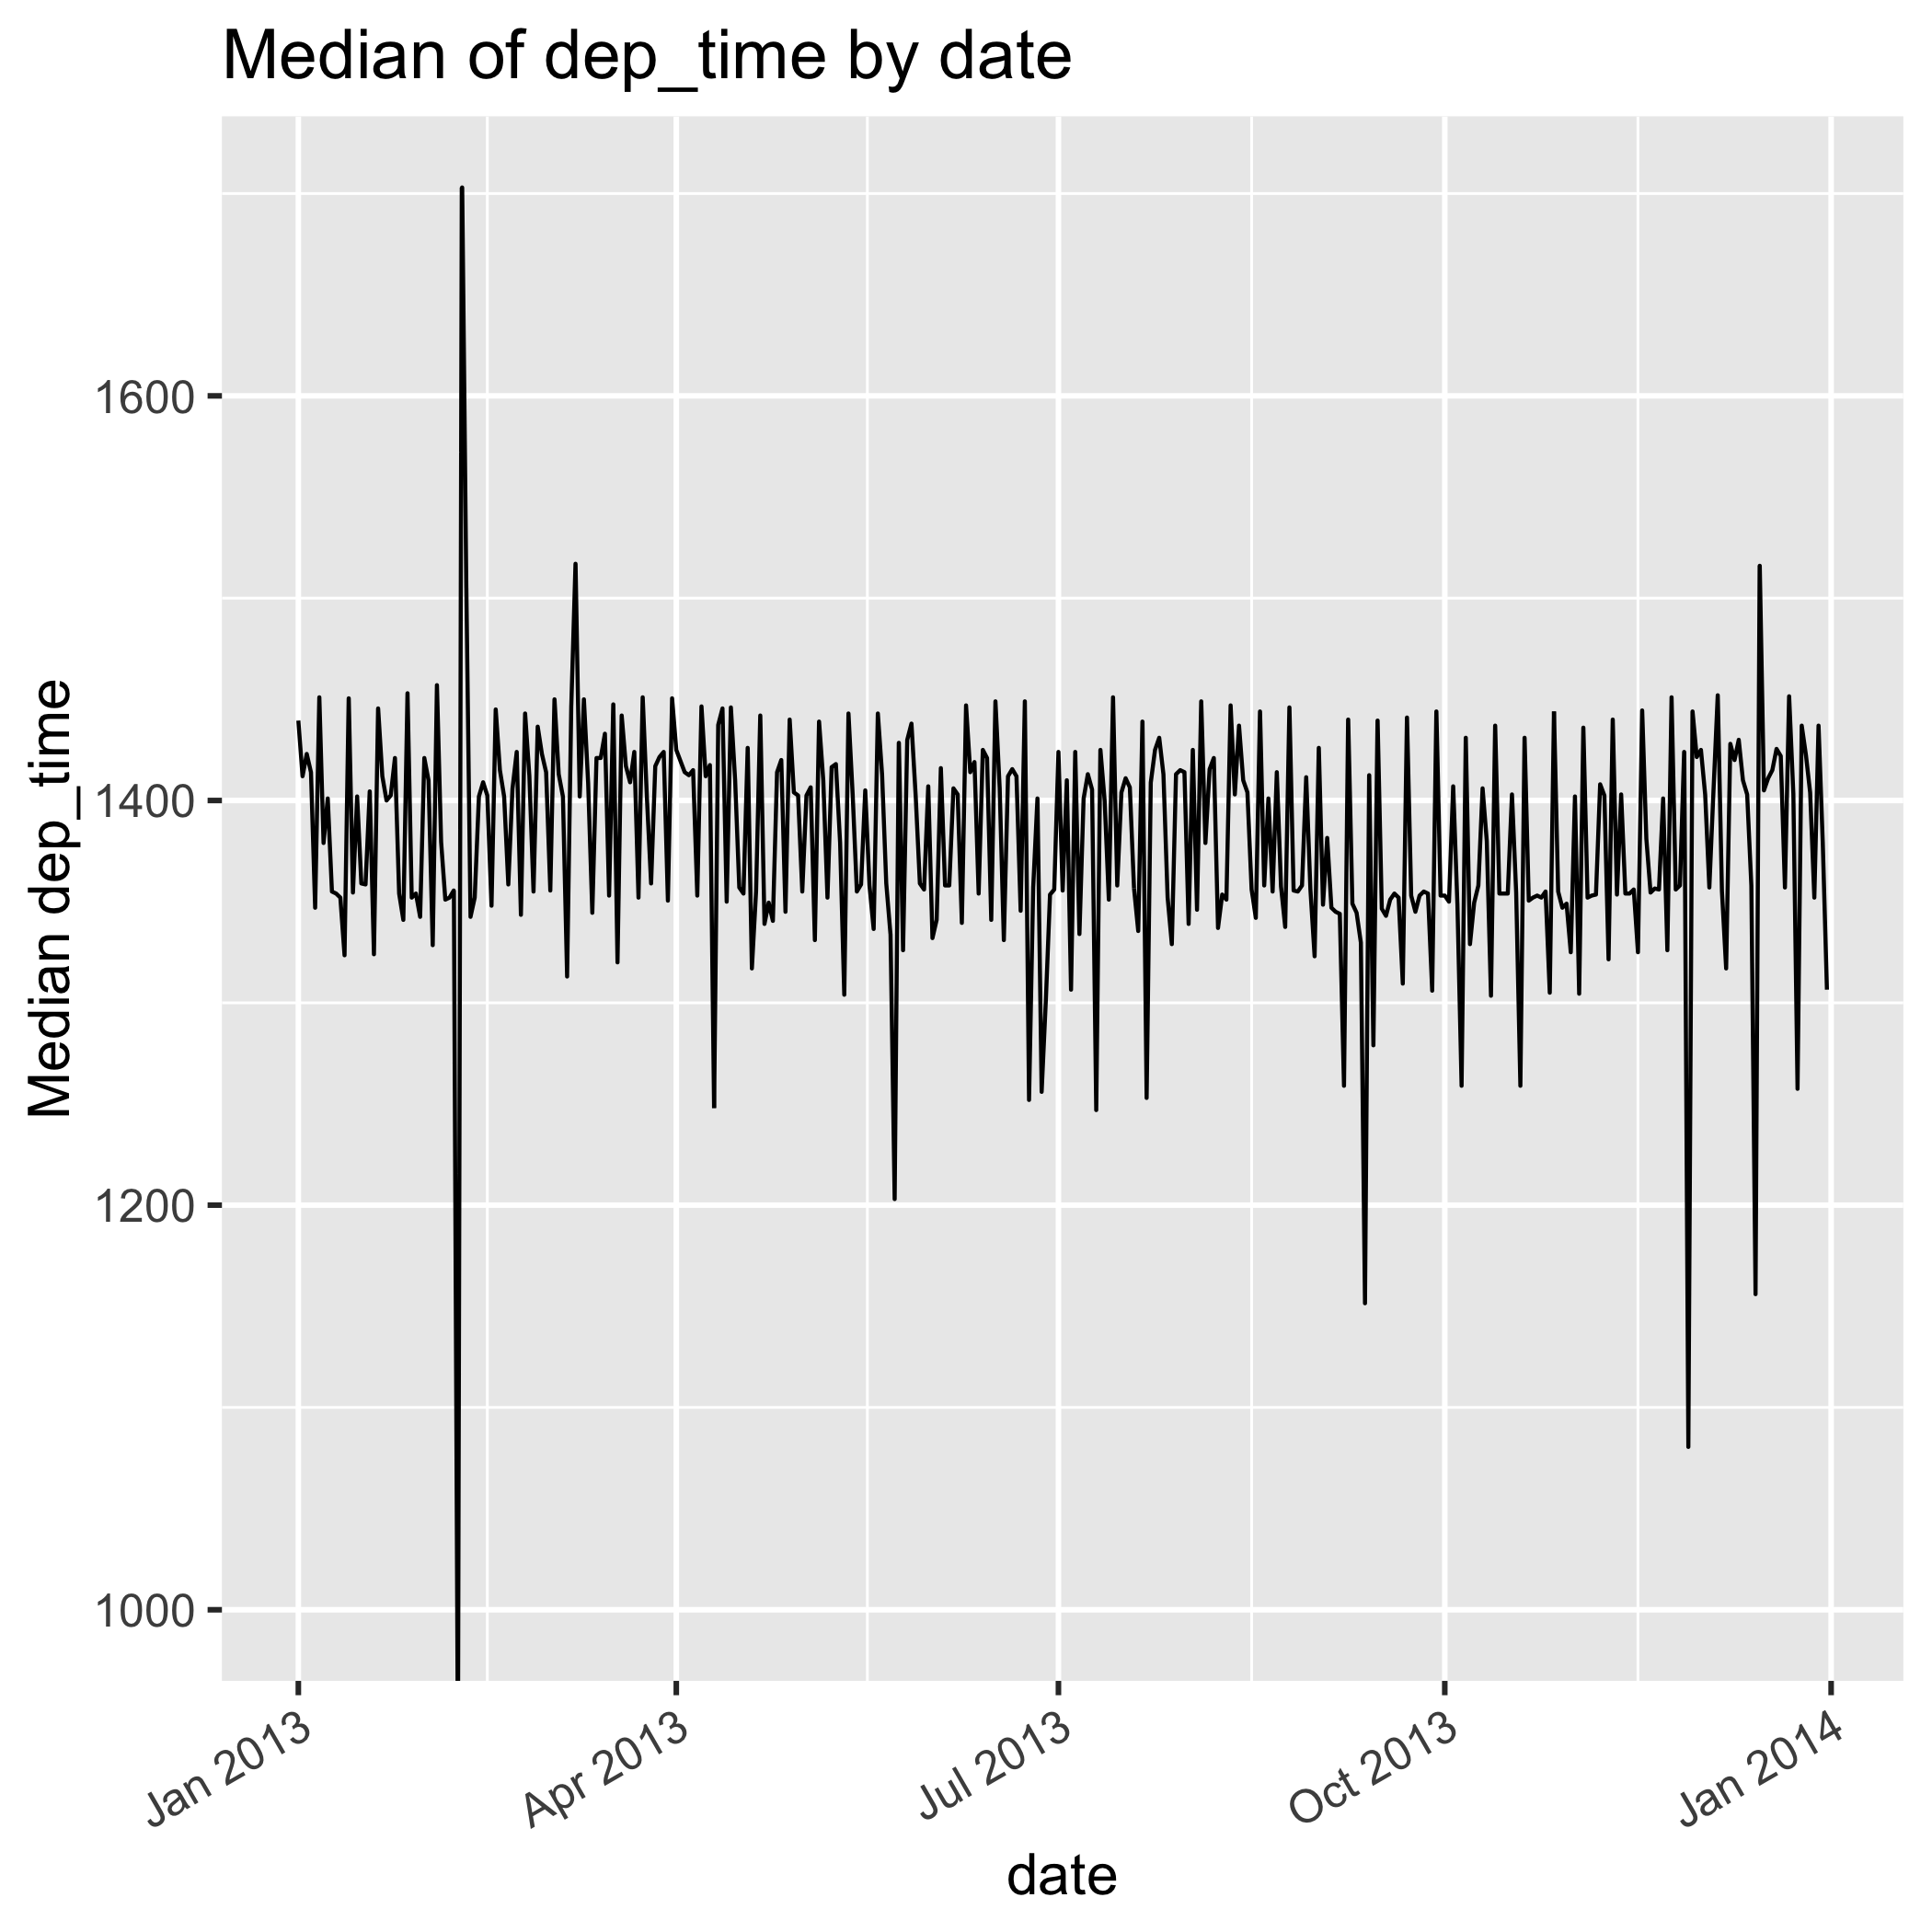 Median of dep_time by date
Median dep_time
1600
1400
1200
1000
Jan 2013
Apr 2013
Jul 2013
Oct 2013
Jan 2014
date